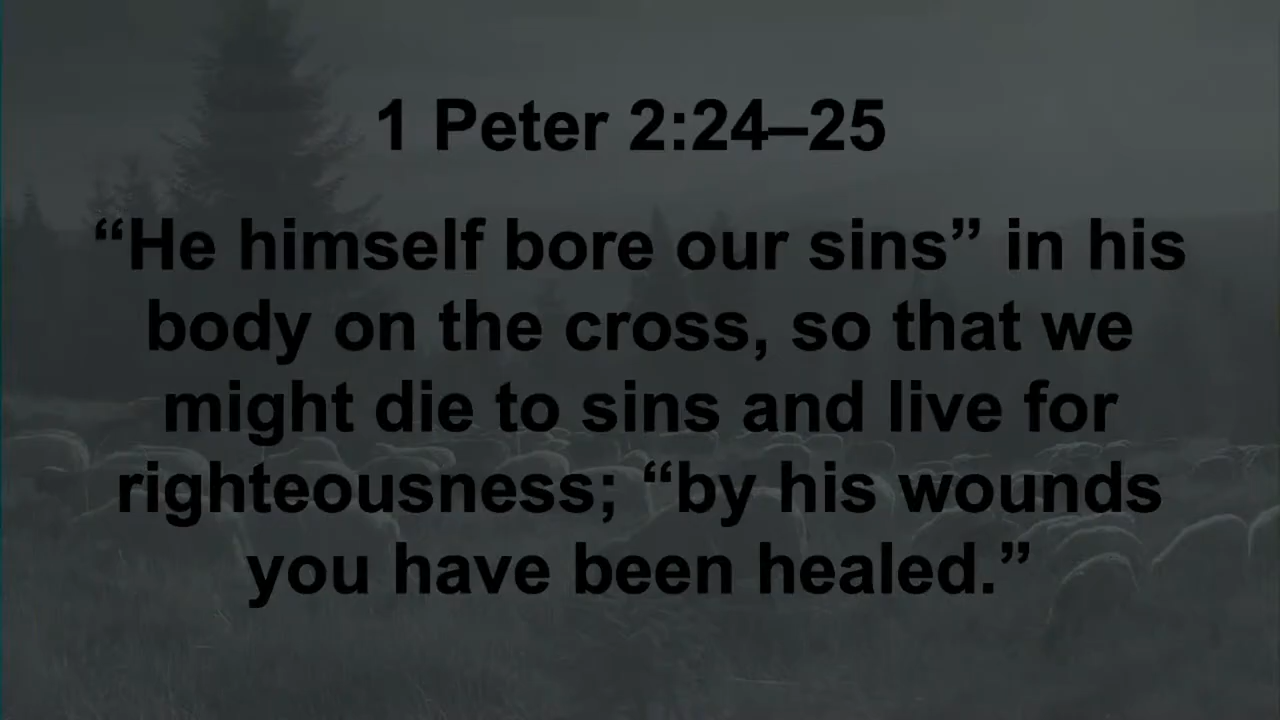 1 Peter 2:24–25
“He himself bore our sins” in his
body on the cross, so that we
might die to sins and live for
righteousness; “by his wounds
you have been healed.”